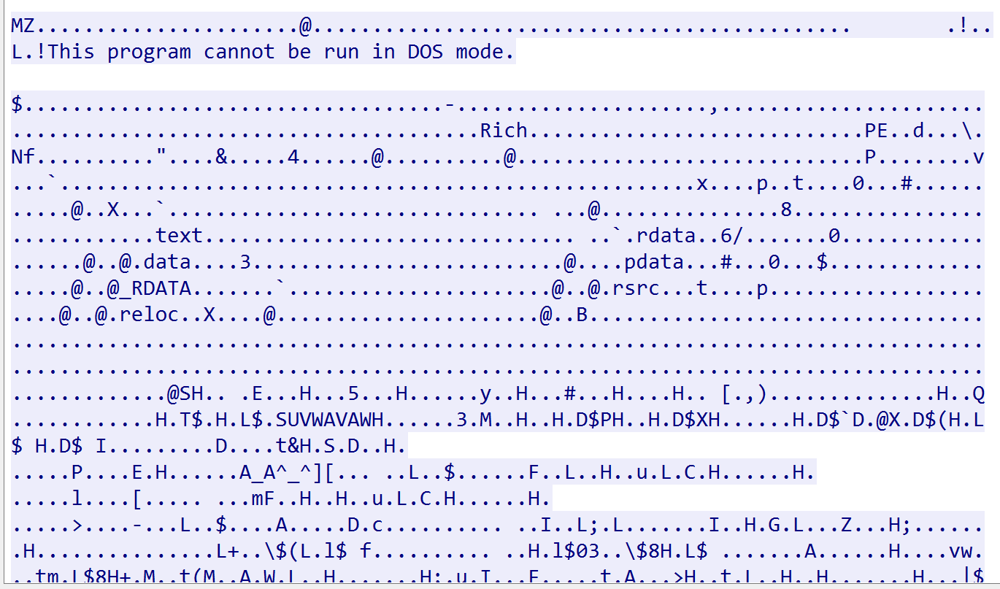 MZ......................@............................................. .!..
L.!This program cannot be run in DOS mode.
$...................................-.....................,......................
.......................................Rich............................PE..d...\.
Nf.........."....&.....4......@..........@.............................P........v
...`.....................................................x....p..t....0...#......
.....@..X...`............................... ...@...............8................
............text............................... ..`.rdata..6/.......0............
......@..@.data....3..........................@....pdata...#...0...$.............
.....@..@_RDATA.......`......................@..@.rsrc...t....p..................
....@..@.reloc..X....@......................@..B.................................
.................................................................................
.................................................................................
.............@SH.. .E...H...5...H......y..H...#...H....H.. [.,)..............H..Q
............H.T$.H.L$.SUVWAVAWH......3.M..H..H.D$PH..H.D$XH......H.D$`D.@X.D$(H.L
$ H.D$ I.........D....t&H.S.D..H.
.....P....E.H......A_A^_^][... ..L..$......F..L..H..u.L.C.H......H.
.....l....[..... ...mF..H..H..u.L.C.H......H.
.....>....-...L..$....A.....D.c.......... ..I..L;.L.......I..H.G.L...Z...H;......
.H...............L+..\$(L.l$ f.......... ..H.l$03..\$8H.L$ ........A......H....vw.
..tm.L$8H+.M..t(M..A.W.L..H.......H;.u.I...F.....t.A...>H..t.L..H..H.......H...|$